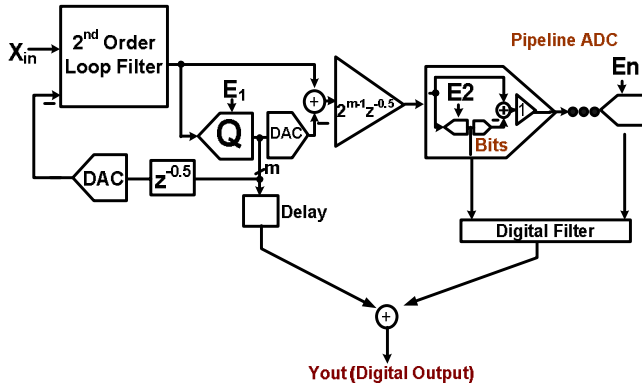 Pipeline ADC
2nd Order
Loop Filter
Xin
E1
E2
En
Q
DAC
+
2m-1z-0.5
+
1
Bits
m
DAC
z-0.5
Delay
Digital Filter
+
Yout (Digital Output)